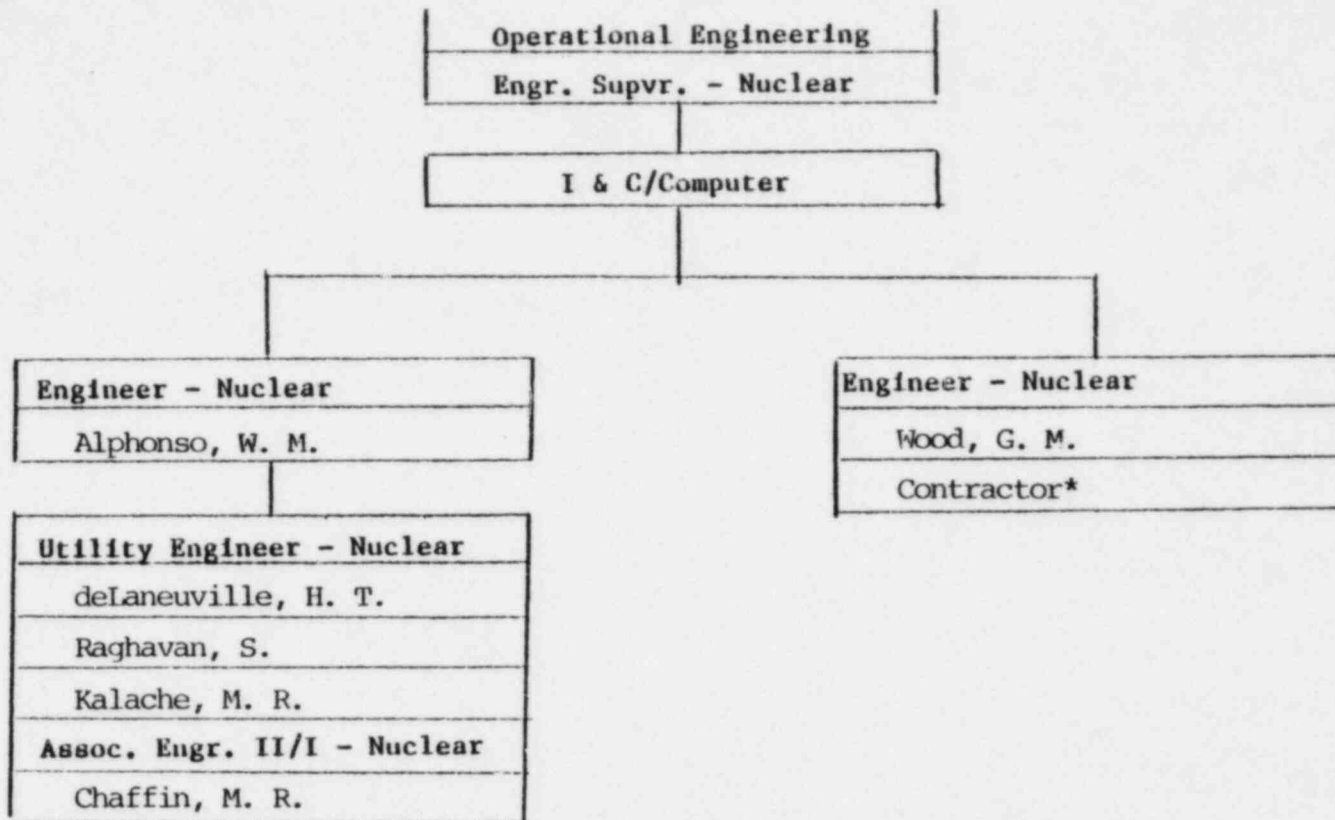 Operational Engineering
Engr. Supvr. - Nuclear
I & C/Computer
Engineer - Nuclear
Alphonso, W. M.
Utility Engineer - Nuclear
deLaneuville, H. T.
Raghavan, S.
Kalache, M. R.
Assoc. Engr. II/I - Nuclear
Chaffin, M. R.
Engineer - Nuclear
Wood, G. M.
Contractor*